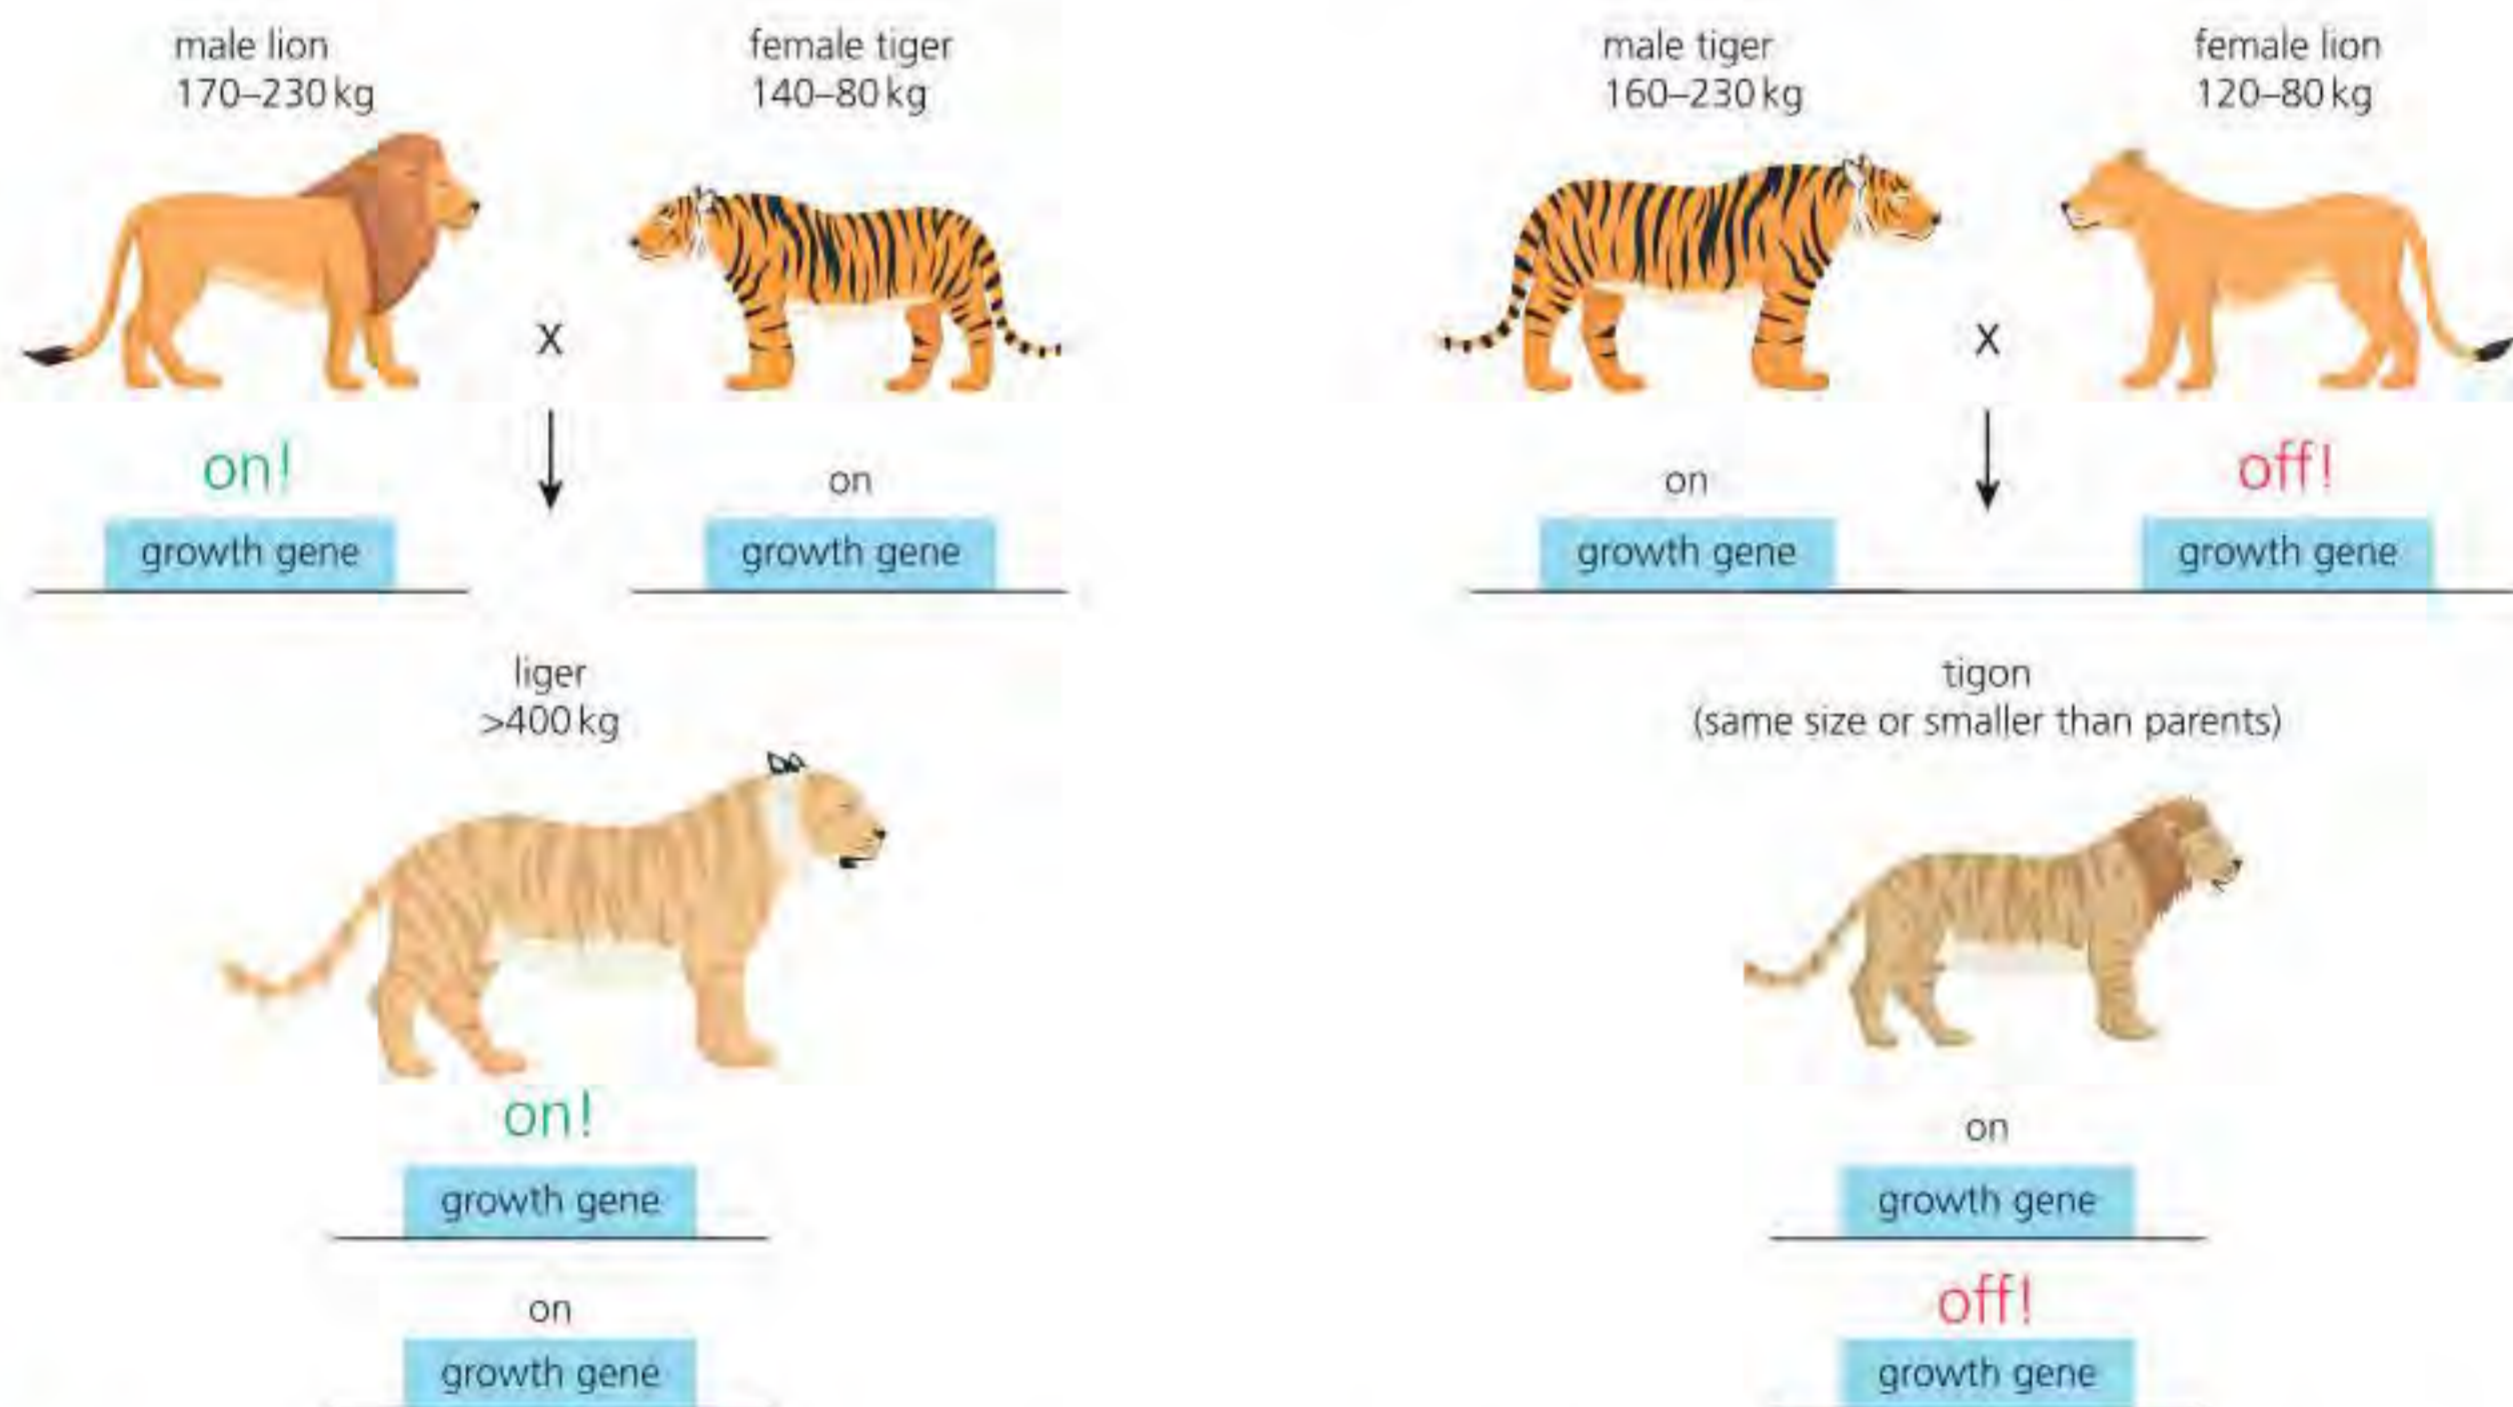 male lion
170–230 kg
female tiger
140–80 kg
male tiger
160–230 kg
female lion
120–80 kg
x
x
on!
on
on
off!
growth gene
growth gene
growth gene
growth gene
liger
>400 kg
tigon
(same size or smaller than parents)
on!
growth gene
on
growth gene
on
growth gene
off!
growth gene